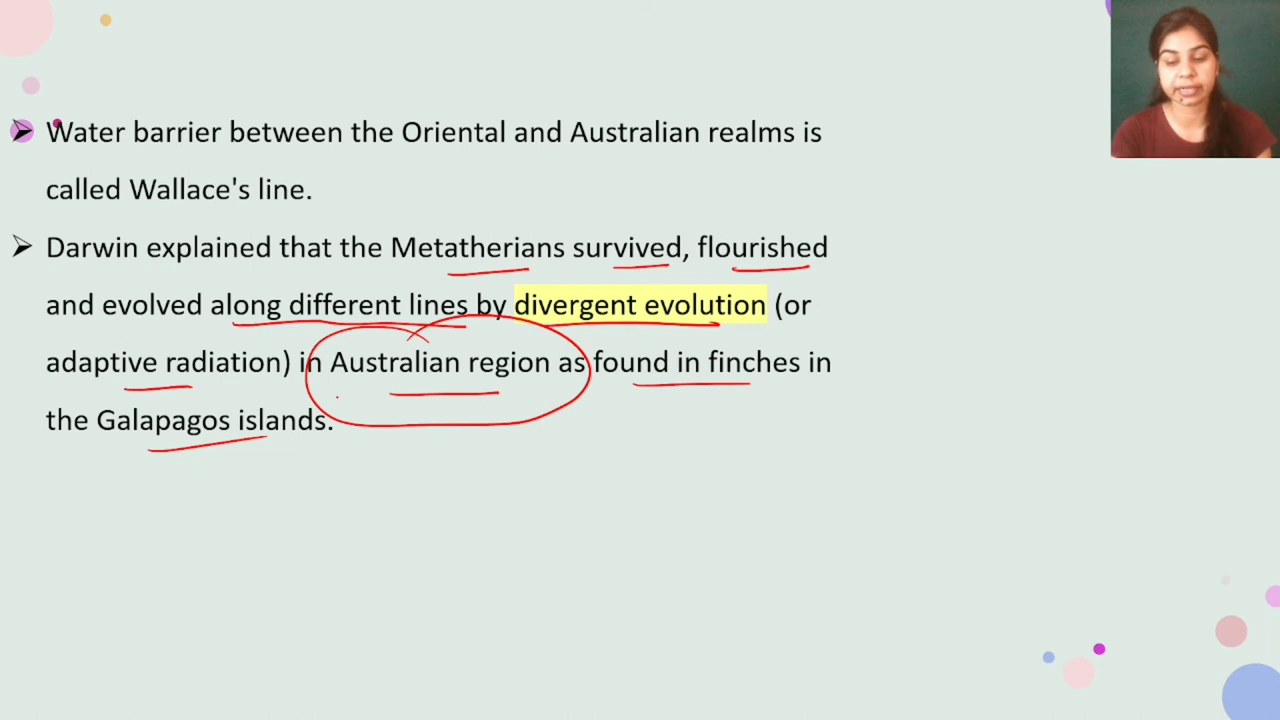 Water barrier between the Oriental and Australian realms is
called Wallace's line.
Darwin explained that the Metatherians survived, flourished
and evolved along different lines by divergent evolution (or
adaptive radiation) in Australian region as found in finches in
the Galapagos islands.